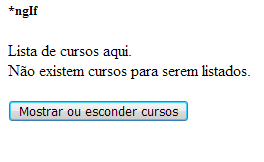 *ngIf
Lista de cursos aqui.
Não existem cursos para serem listados.
Mostrar ou esconder cursos